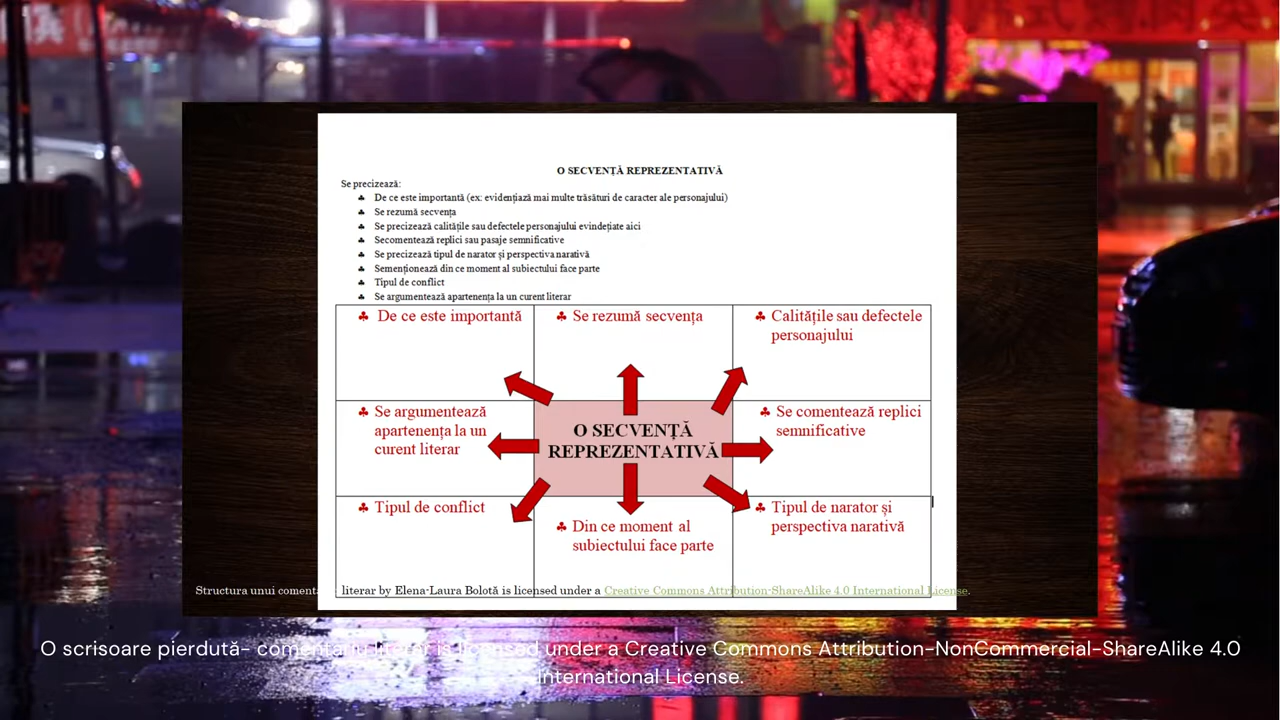 O SECVENȚĂ REPREZENTATIVĂ
Se precizează:
♣ De ce este importantă (ex: evidențiază mai multe trăsături de caracter ale personajului)
♣ Se rezumă secvența
♣ Se precizează calitățile sau defectele personajului evindețiate aici
♣ Secomentează replici sau pasaje semnificative
♣ Se precizează tipul de narator și perspectiva narativă
♣ Semenționează din ce moment al subiectului face parte
♣ Tipul de conflict
♣ Se argumentează apartenența la un curent literar
♣ De ce este importantă
♣ Se rezumă secvența
♣ Calitățile sau defectele
personajului
♣ Se argumentează
apartenența la un
curent literar
O SECVENȚĂ
REPREZENTATIVĂ
♣ Se comentează replici
semnificative
♣ Tipul de conflict
♣ Din ce moment al
subiectului face parte
♣ Tipul de narator și
perspectiva narativă
Structura unui comenta literar by Elena-Laura Bolotă is licensed under a Creative Commons Attribution-ShareAlike 4.0 International License.
O scrisoare pierdută- comentariu literar is licensed under a Creative Commons Attribution-NonCommercial-ShareAlike 4.0
International License.